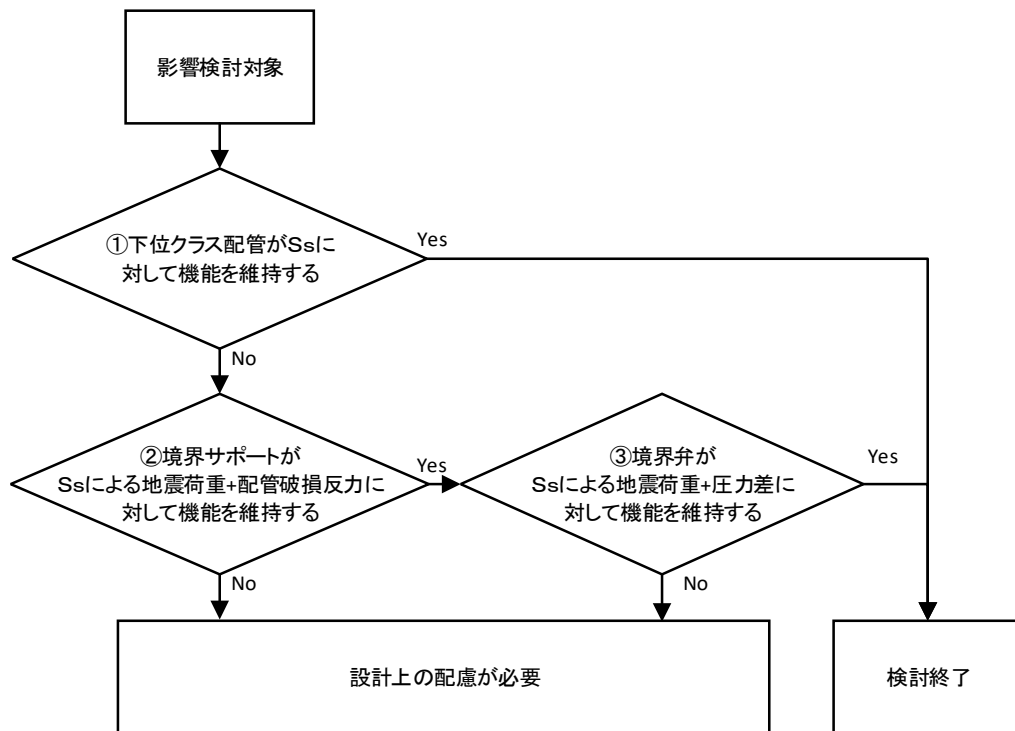 影響検討対象
①下位クラス配管がSsに
対して機能を維持する
Yes
No
②境界サポートが
Ssによる地震荷重+配管破損反力に
対して機能を維持する
Yes
③境界弁が
Ssによる地震荷重+圧力差に
対して機能を維持する
Yes
No
No
設計上の配慮が必要
検討終了